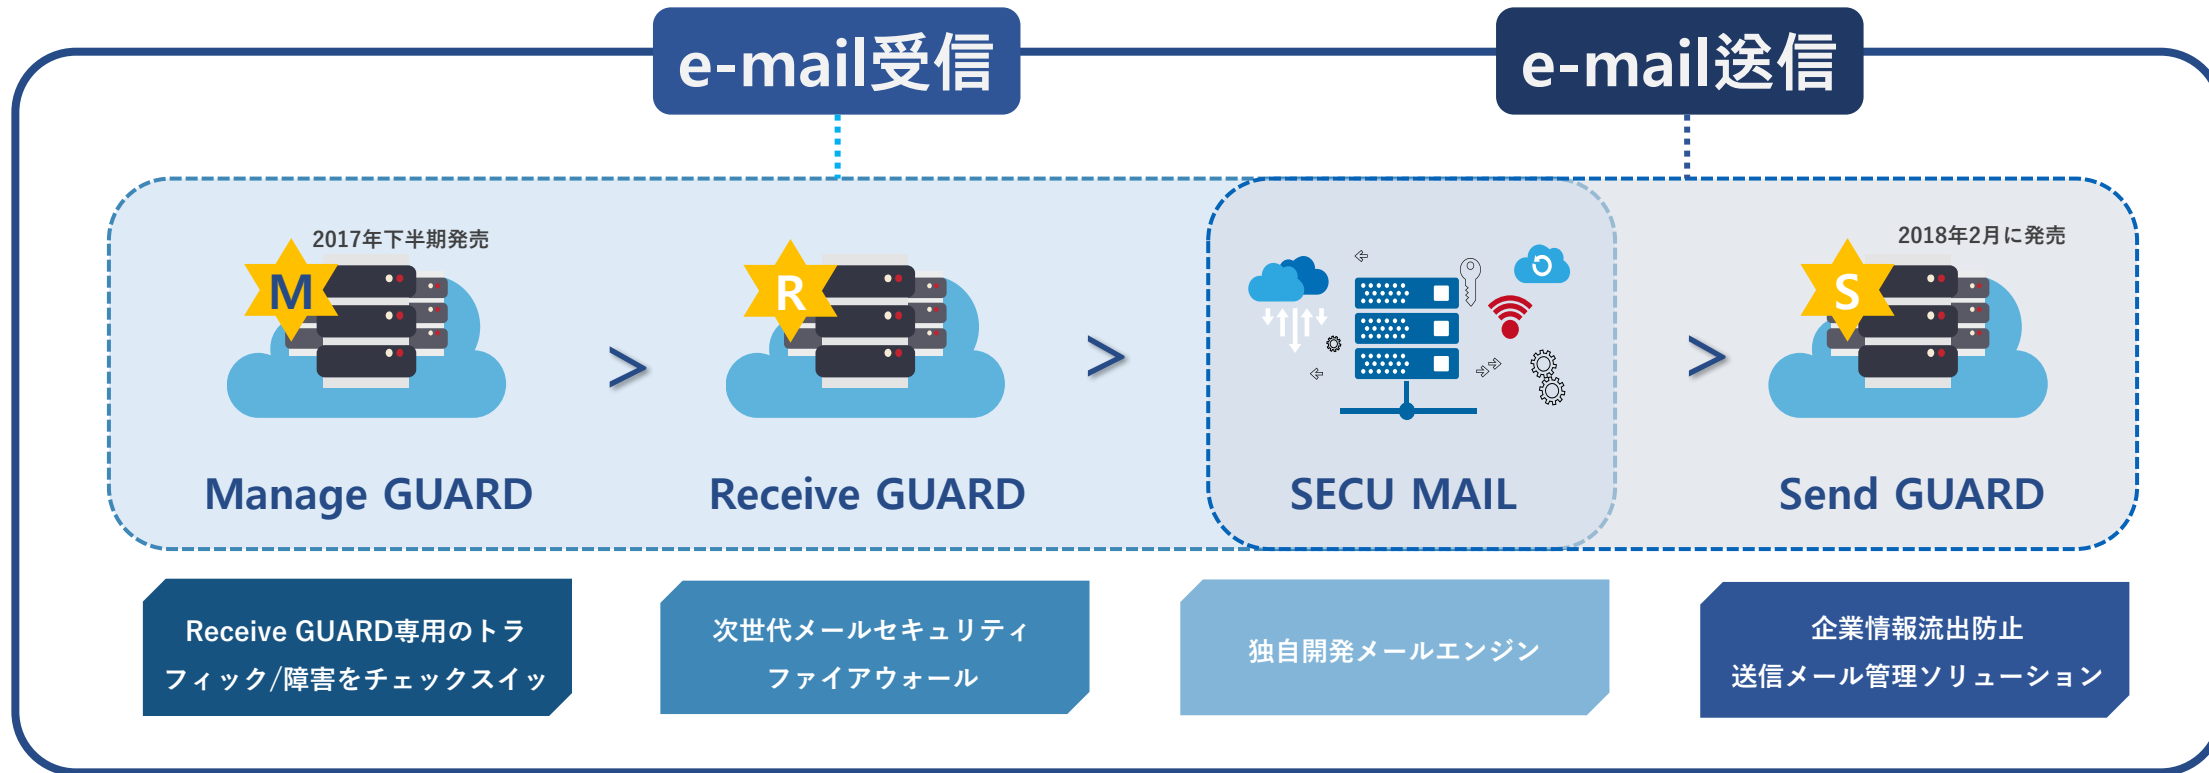 e-mail受信
e-mail送信
2017年下半期発売
M
Manage GUARD
R
Receive GUARD
SECU MAIL
2018年2月に発売
S
Send GUARD
Receive GUARD専用のトラ
フィック/障害をチェックスイッ
次世代メールセキュリティ
ファイアウォール
独自開発メールエンジン
企業情報流出防止
送信メール管理ソリューション